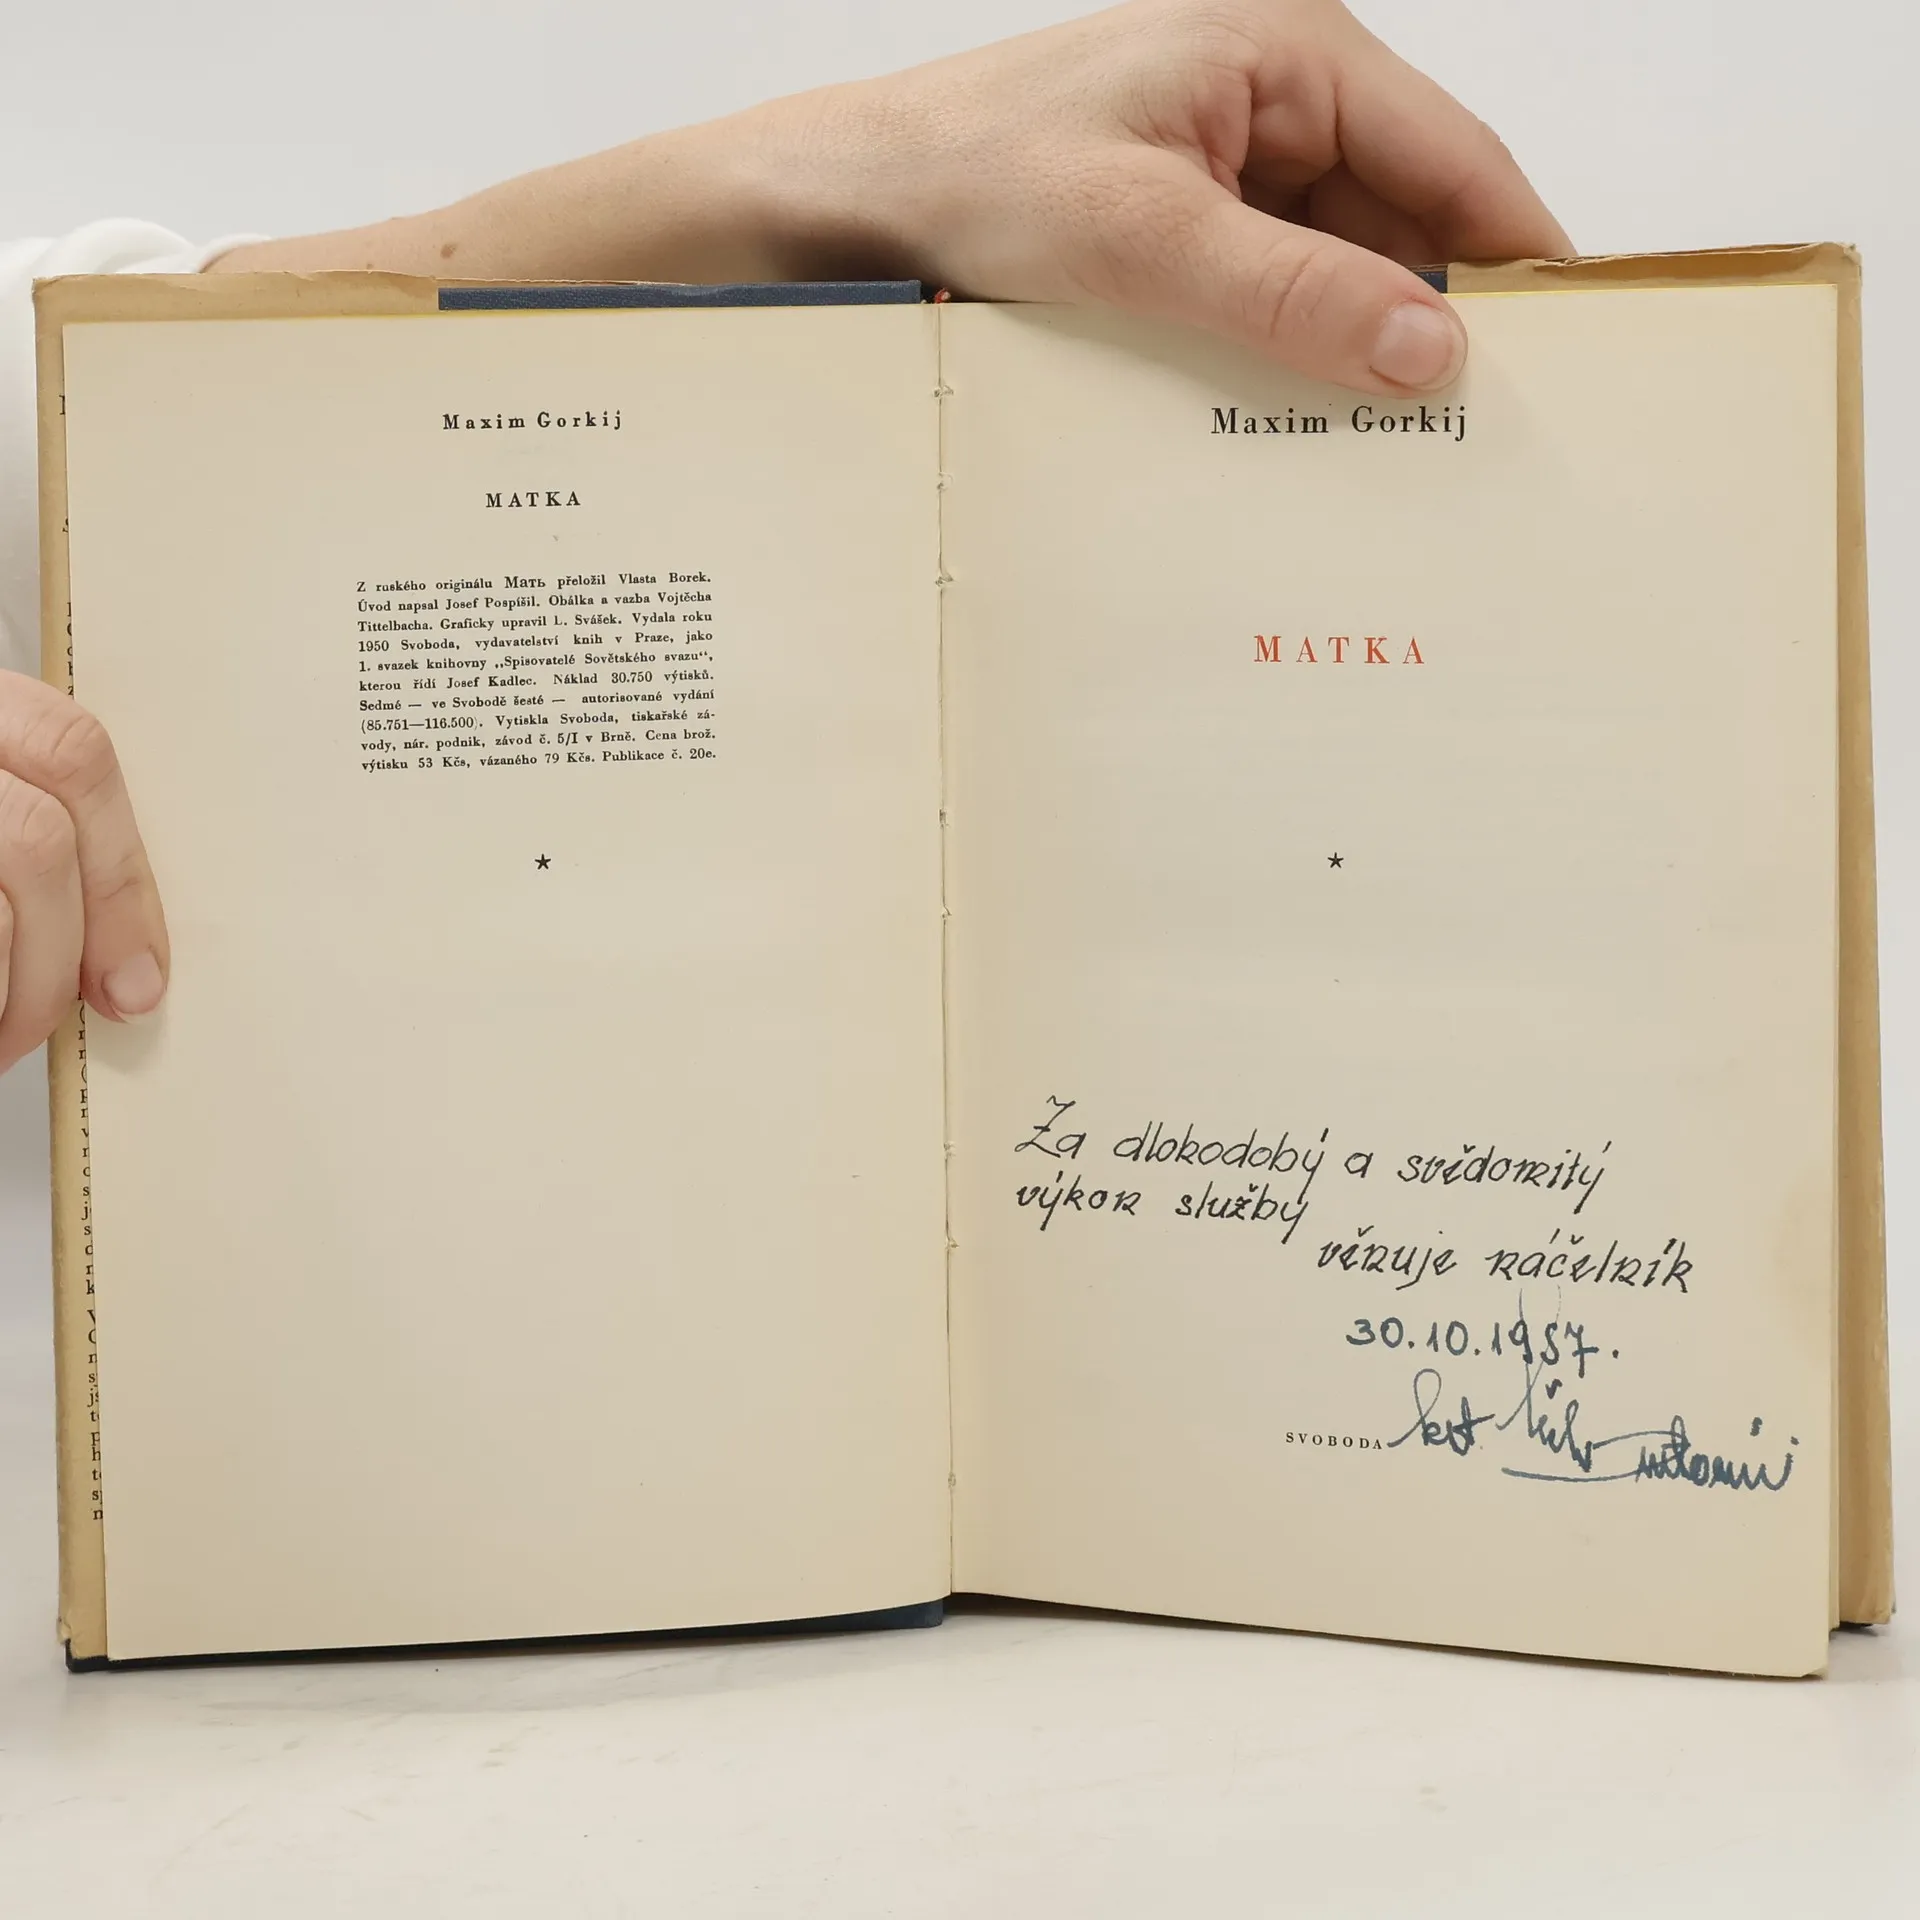 Maxim Gorkij
MATKA
Z ruského originálu Мать přeložil Vlasta Borek.
Úvod napsal Josef Pospíšil. Obálka a vazba Vojtěcha
Tittelbacha. Graficky upravil L. Svášek. Vydala roku
1950 Svoboda, vydavatelství knih v Praze, jako
1. svazek knihovny „Spisovatelé Sovětského svazu“,
kterou řídí Josef Kadlec. Náklad 30.750 výtisků.
Sedmé — ve Svobodě šesté — autorisované vydání
(85.751—116.500). Vytiskla Svoboda, tiskařské zá-
vody, nár. podnik, závod č. 5/I v Brně. Cena brož.
výtisku 53 Kčs, vázaného 79 Kčs. Publikace č. 20e.
Maxim Gorkij
MATKA
Za dlohodobý a svědomitý
výkon služby
věnuje náčelník
30.10.1957.
SVOBODA